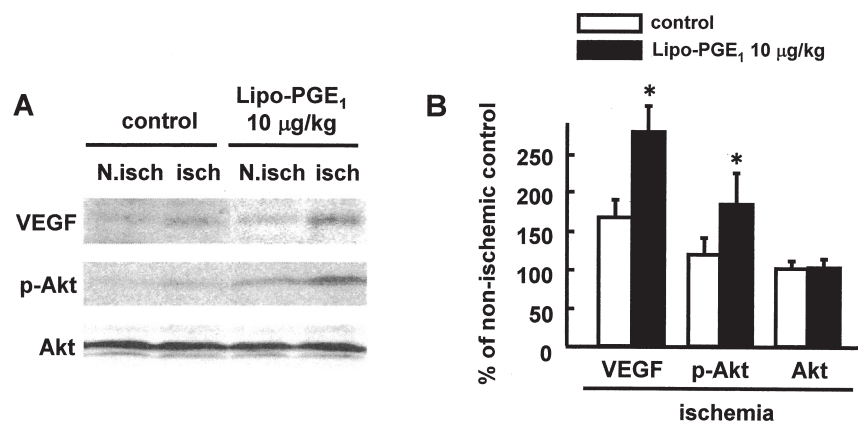 A
control
Lipo-PGE₁
10 μg/kg
N.isch isch N.isch isch
VEGF
p-Akt
Akt
B
control
Lipo-PGE₁ 10 μg/kg
% of non-ischemic control
250
200
150
100
50
0
VEGF p-Akt Akt
* *
ischemia